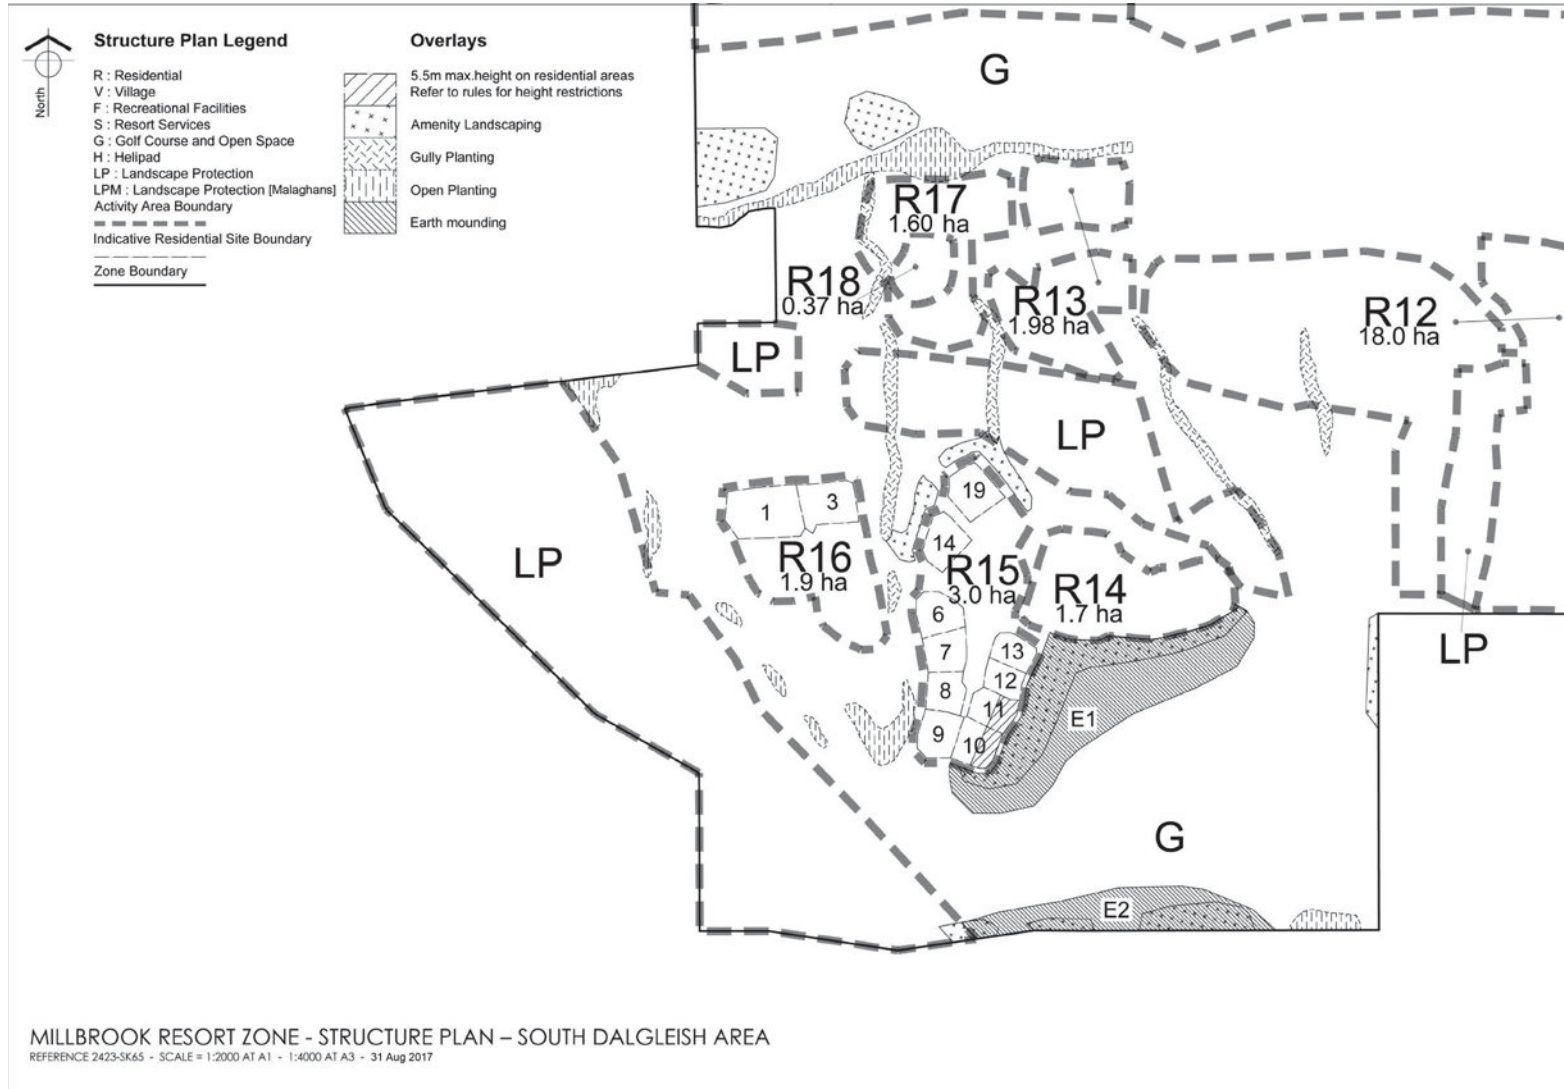 North
Structure Plan Legend
R : Residential
V : Village
F : Recreational Facilities
S : Resort Services
G : Golf Course and Open Space
H : Helipad
LP : Landscape Protection
LPM : Landscape Protection [Malaghans]
Activity Area Boundary
Indicative Residential Site Boundary
Zone Boundary
Overlays
5.5m max.height on residential areas
Refer to rules for height restrictions
Amenity Landscaping
Gully Planting
Open Planting
Earth mounding
G
R17
1.60 ha
R18
0.37 ha
R13
1.98 ha
R12
18.0 ha
LP
LP
LP
1
3
R16
1.9 ha
19
14
R15
3.0 ha
R14
1.7 ha
6
7
8
9
13
12
11
10
LP
E1
G
E2
MILLBROOK RESORT ZONE - STRUCTURE PLAN – SOUTH DALGLEISH AREA
REFERENCE 2423-SK65 - SCALE = 1:2000 AT A1 - 1:4000 AT A3 - 31 Aug 2017